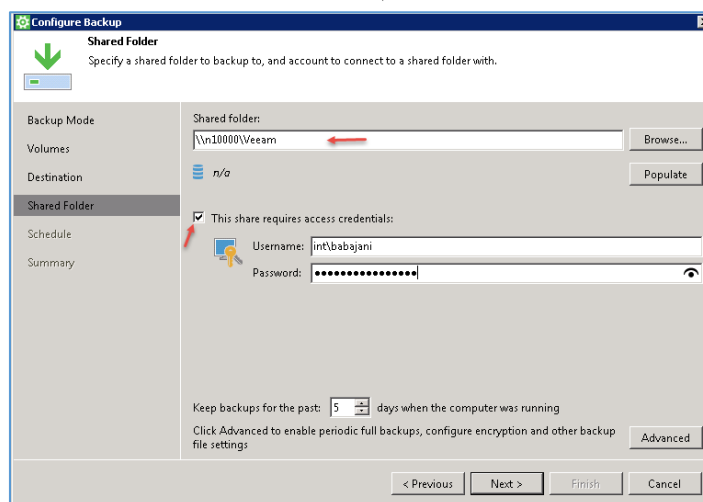 Configure Backup
Shared Folder
Specify a shared folder to backup to, and account to connect to a shared folder with.
Backup Mode
Volumes
Destination
Shared Folder
Schedule
Summary
Shared folder:
\\n10000\Veeam
Browse...
n/a
Populate
This share requires access credentials:
Username: int\babajani
Password: ●●●●●●●●●●●●●●●●
Keep backups for the past: 5 days when the computer was running
Click Advanced to enable periodic full backups, configure encryption and other backup
file settings
Advanced
< Previous Next > Finish Cancel